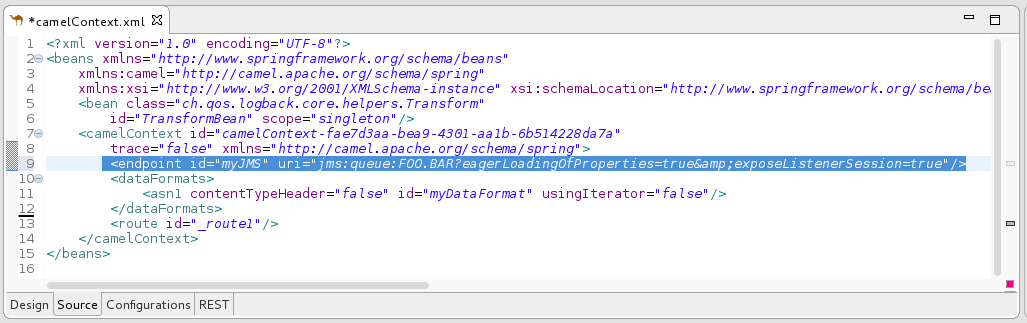 *camelContext.xml
1 <?xml version="1.0" encoding="UTF-8"?>
2 <beans xmlns="http://www.springframework.org/schema/beans"
3 xmlns:camel="http://camel.apache.org/schema/spring"
4 xmlns:xsi="http://www.w3.org/2001/XMLSchema-instance" xsi:schemaLocation="http://www.springframework.org/schema/bea
5 <bean class="ch.qos.logback.core.helpers.Transform"
6 id="TransformBean" scope="singleton"/>
7 <camelContext id="camelContext-fae7d3aa-bea9-4301-aa1b-6b514228da7a"
8 trace="false" xmlns="http://camel.apache.org/schema/spring">
9 <endpoint id="myJMS" uri="jms:queue:FOO.BAR?eagerLoadingOfProperties=true&amp;exposeListenerSession=true"/>
10 <dataFormats>
11 <asn1 contentTypeHeader="false" id="myDataFormat" usingIterator="false"/>
12 </dataFormats>
13 <route id="_route1"/>
14 </camelContext>
15 </beans>
16
Design Source Configurations REST